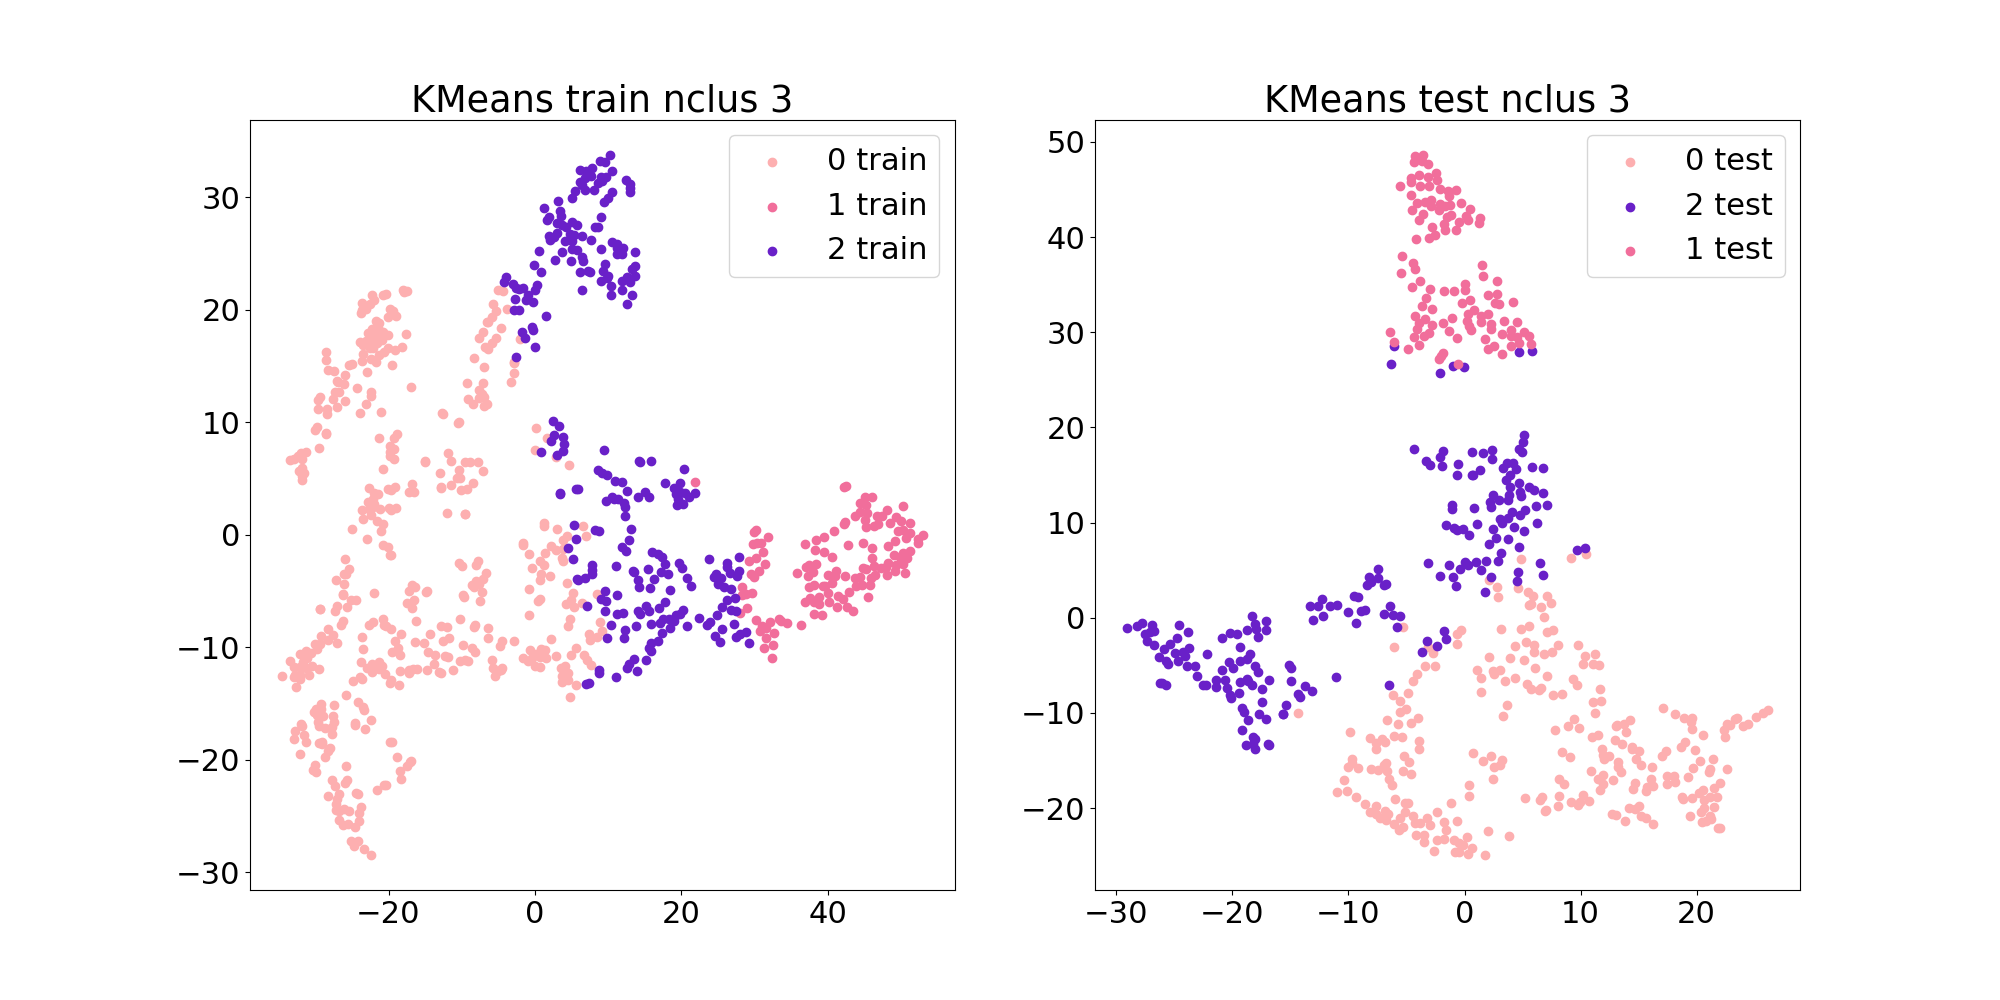 KMeans train nclus 3
0 train
1 train
2 train
30
20
10
0
−10
−20
−30
−20 0 20 40
KMeans test nclus 3
0 test
2 test
1 test
50
40
30
20
10
0
−10
−20
−30 −20 −10 0 10 20